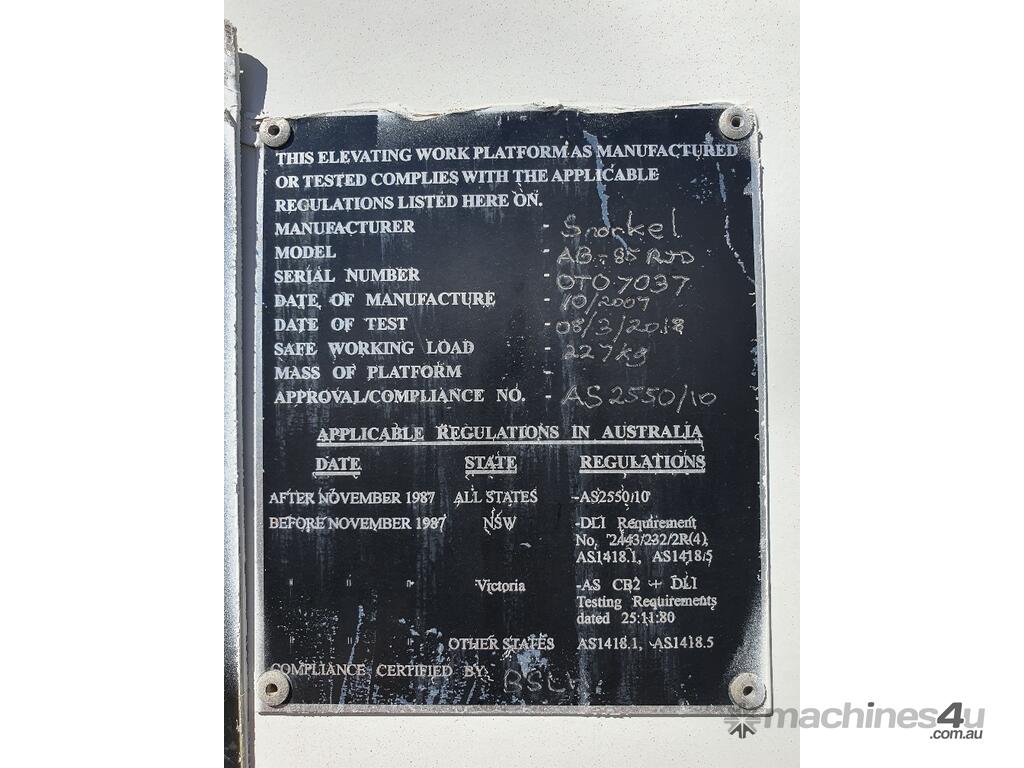 THIS ELEVATING WORK PLATFORM AS MANUFACTURED
OR TESTED COMPLIES WITH THE APPLICABLE
REGULATIONS LISTED HERE ON.
MANUFACTURER - Snorkel
MODEL - AB-85 RJD
SERIAL NUMBER - OTO7037
DATE OF MANUFACTURE - 10/2007
DATE OF TEST - 08/3/2018
SAFE WORKING LOAD - 227kg
MASS OF PLATFORM -
APPROVAL/COMPLIANCE NO. - AS2550/10
APPLICABLE REGULATIONS IN AUSTRALIA
DATE STATE REGULATIONS
AFTER NOVEMBER 1987 ALL STATES -AS2550/10
BEFORE NOVEMBER 1987 NSW -DLI Requirement
No. 2443/232/2R(4),
AS1418.1, AS1418.5
" " " Victoria -AS CB2 + DLI
Testing Requirements
dated 25:11:80
" " " OTHER STATES AS1418.1, -AS1418.5
COMPLIANCE CERTIFIED BY:
machines4u
.com.au